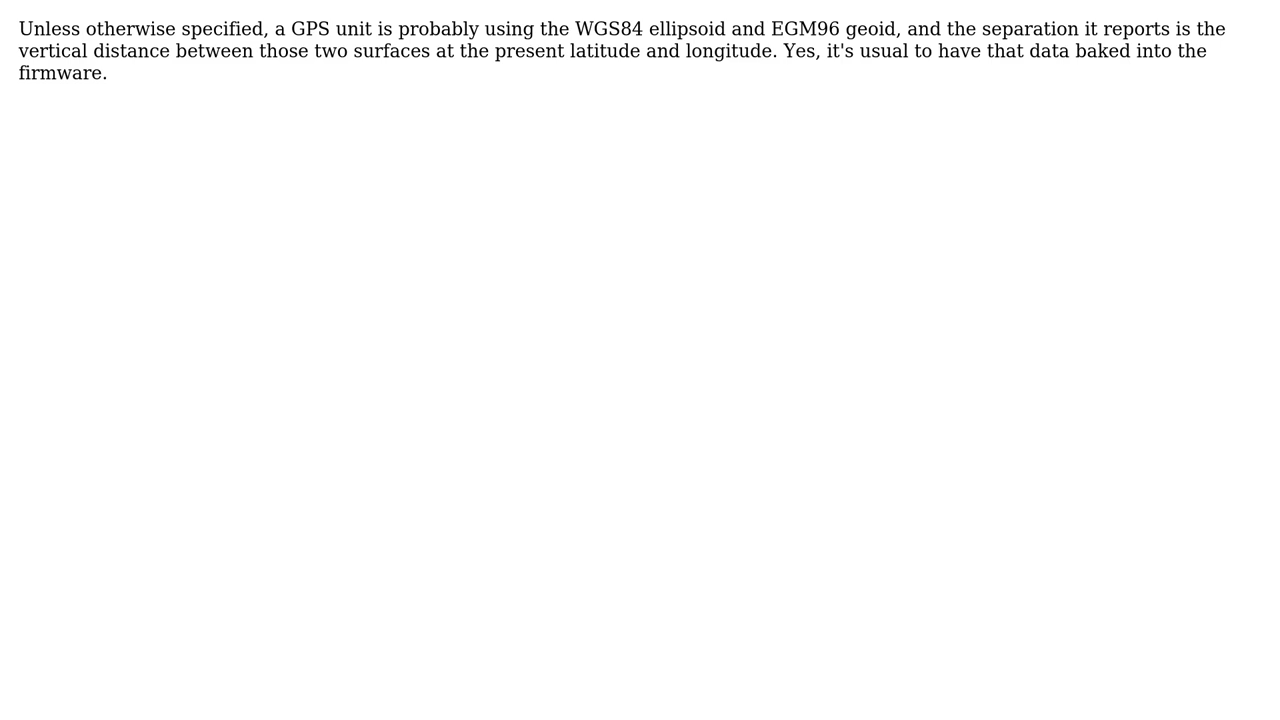 Unless otherwise specified, a GPS unit is probably using the WGS84 ellipsoid and EGM96 geoid, and the separation it reports is the
vertical distance between those two surfaces at the present latitude and longitude. Yes, it's usual to have that data baked into the
firmware.